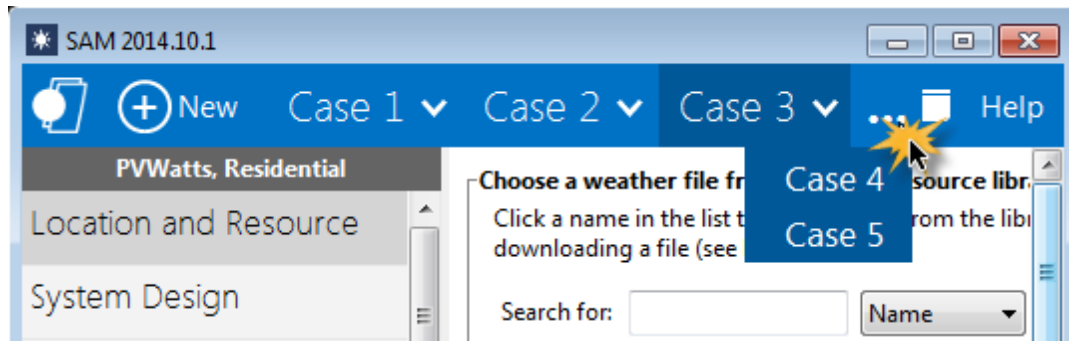 SAM 2014.10.1
New Case 1 Case 2 Case 3 ... Help
PVWatts, Residential
Location and Resource
System Design
Choose a weather file fr
source libr
Click a name in the list t
rom the libr
downloading a file (see
Case 4
Case 5
Search for:
Name